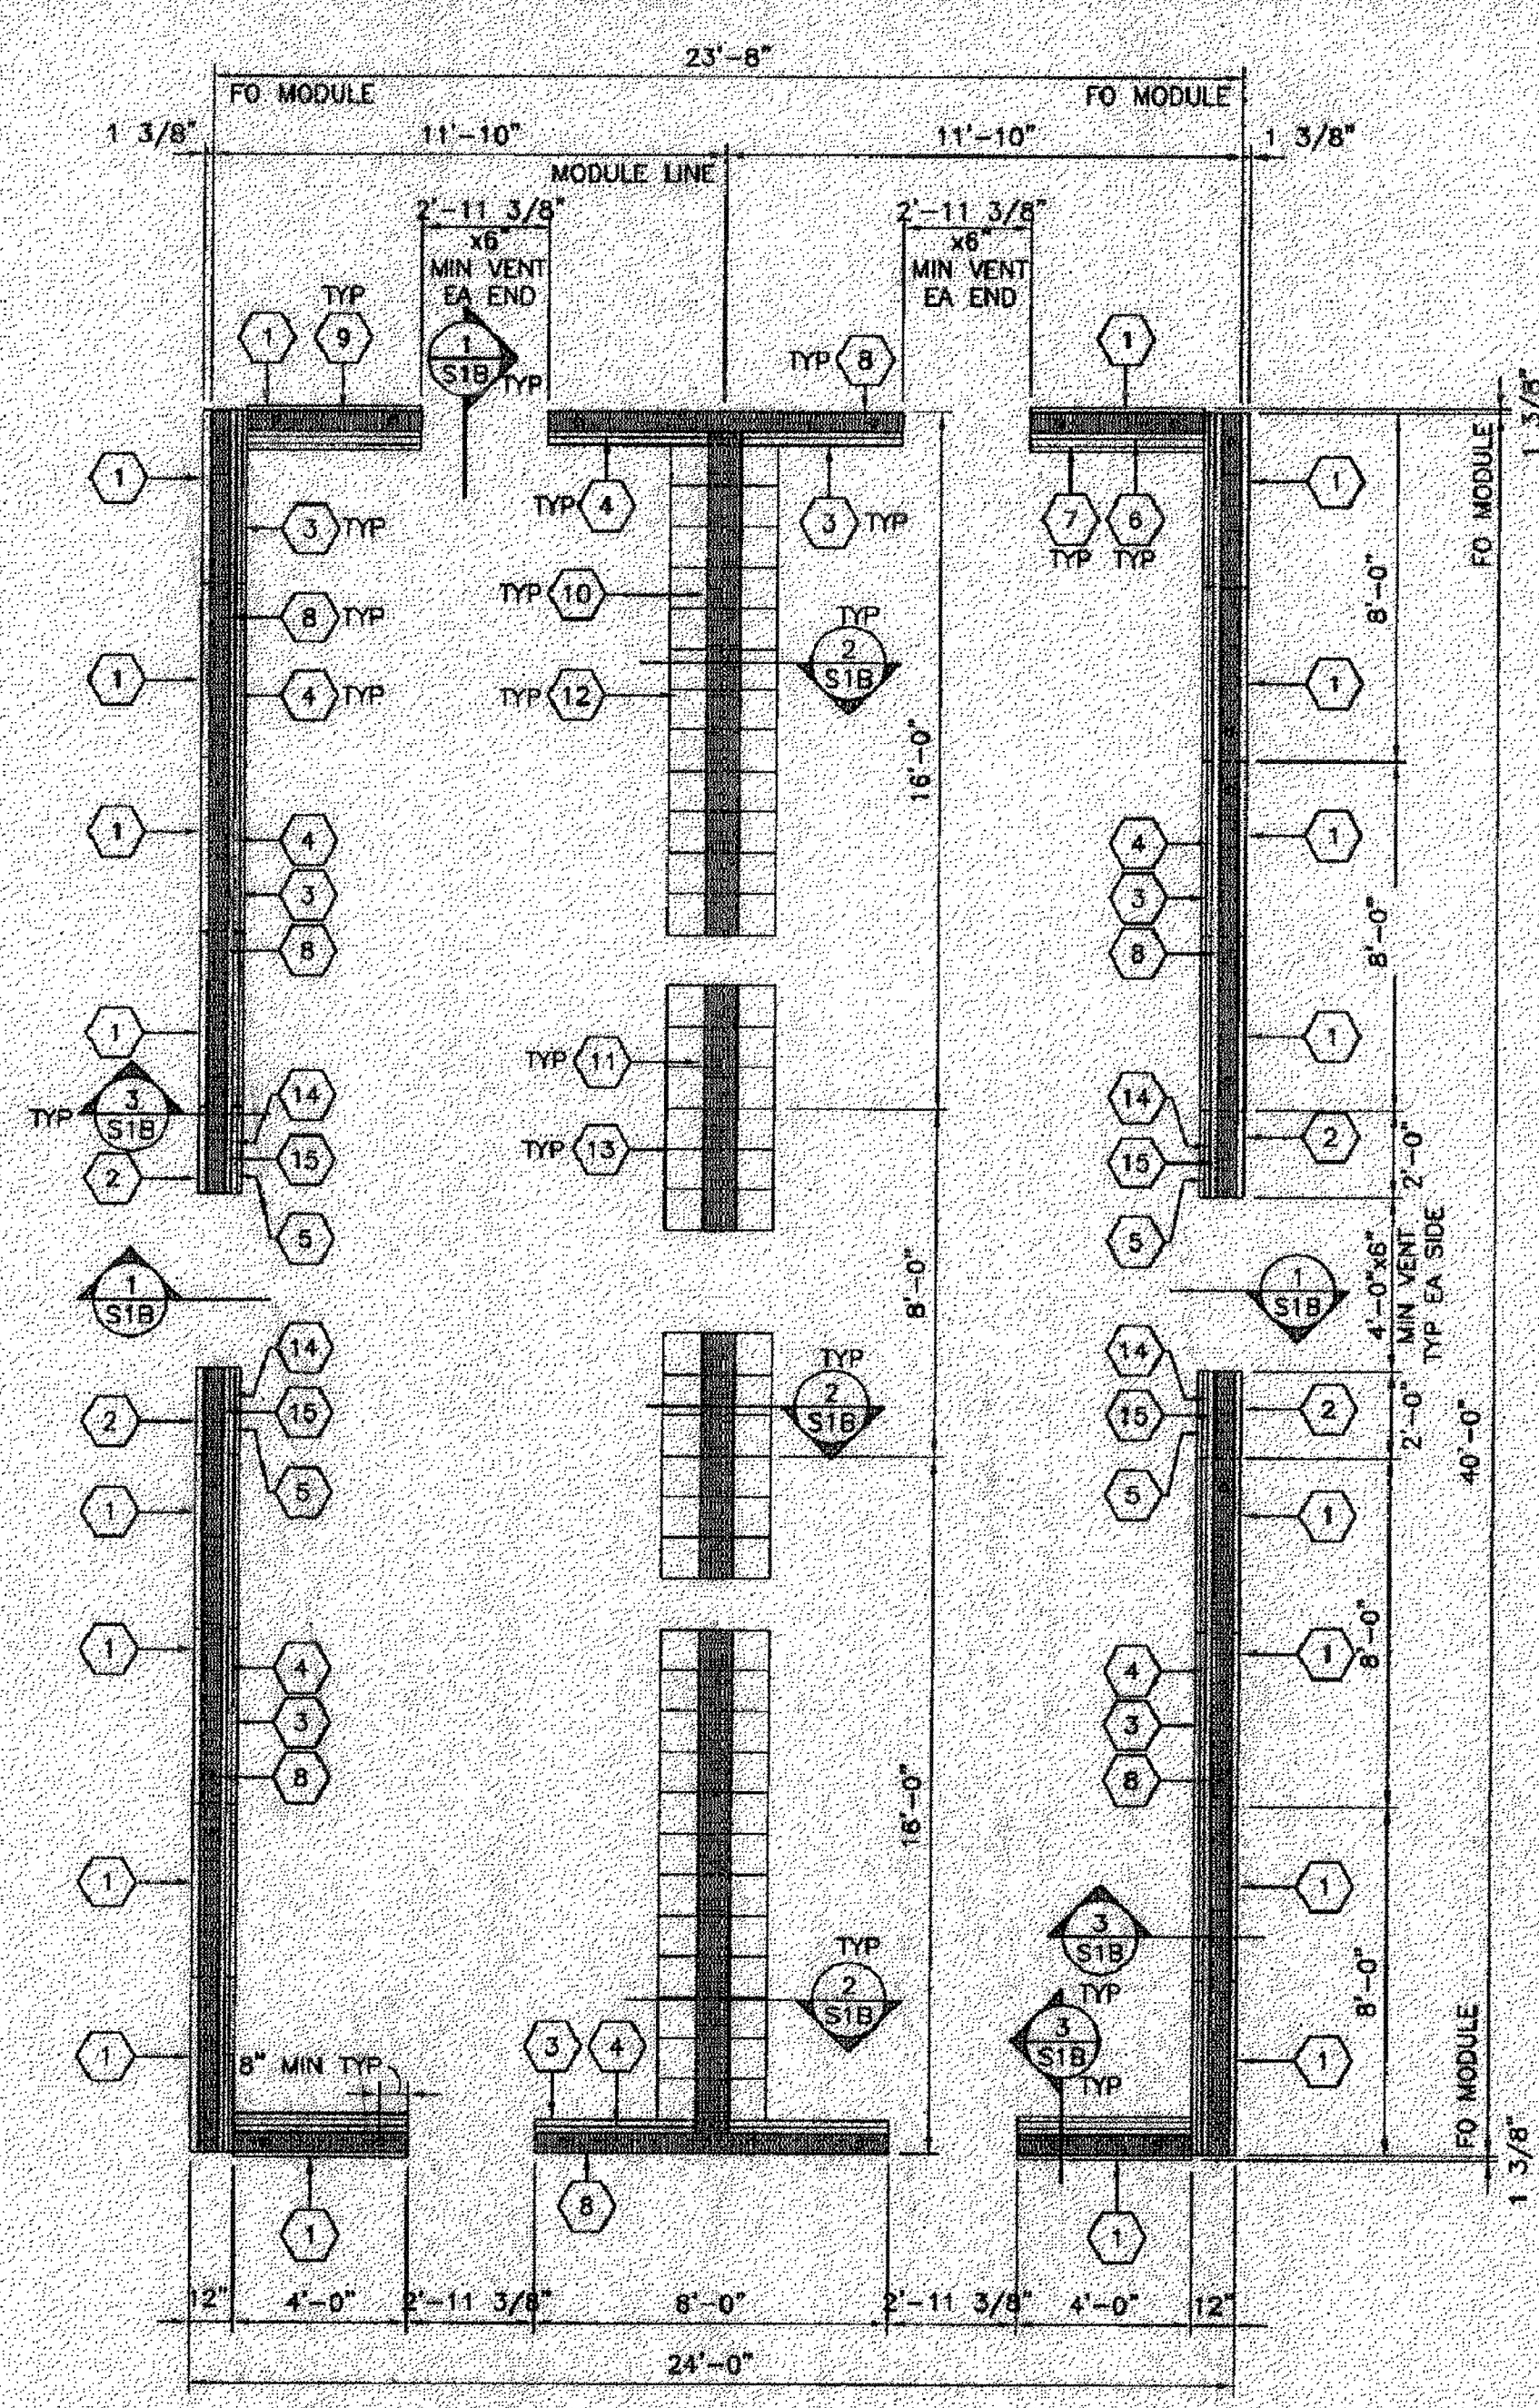 23'-8"
FO MODULE
FO MODULE
1 3/8"
11'-10"
11'-10"
1 3/8"
MODULE LINE
2'-11 3/8"
x6"
MIN VENT
EA END
2'-11 3/8"
x6"
MIN VENT
EA END
TYP
1
9
1
S1B
TYP
TYP
8
1
1 3/8"
FO MODULE
1
3
TYP
TYP
4
3
TYP
7
TYP
6
TYP
1
8'-0"
8
TYP
TYP
10
TYP
2
S1B
1
4
TYP
TYP
12
1
16'-0"
1
4
3
8
4
3
8
1
8'-0"
1
TYP
11
1
TYP
3
S1B
14
15
2
5
TYP
13
14
15
5
2
2'-0"
1
S1B
8'-0"
1
S1B
4'-0"x6"
MIN VENT
TYP EA SIDE
14
15
2
5
TYP
2
S1B
14
15
5
2
2'-0"
40'-0"
1
1
1
1
8'-0"
4
3
8
4
3
8
16'-0"
1
1
3
S1B
TYP
8'-0"
TYP
2
S1B
3
S1B
TYP
FO MODULE
1
8" MIN TYP
3
4
1
1 3/8"
1
8
1
12"
4'-0"
2'-11 3/8"
8'-0"
2'-11 3/8"
4'-0"
12"
24'-0"